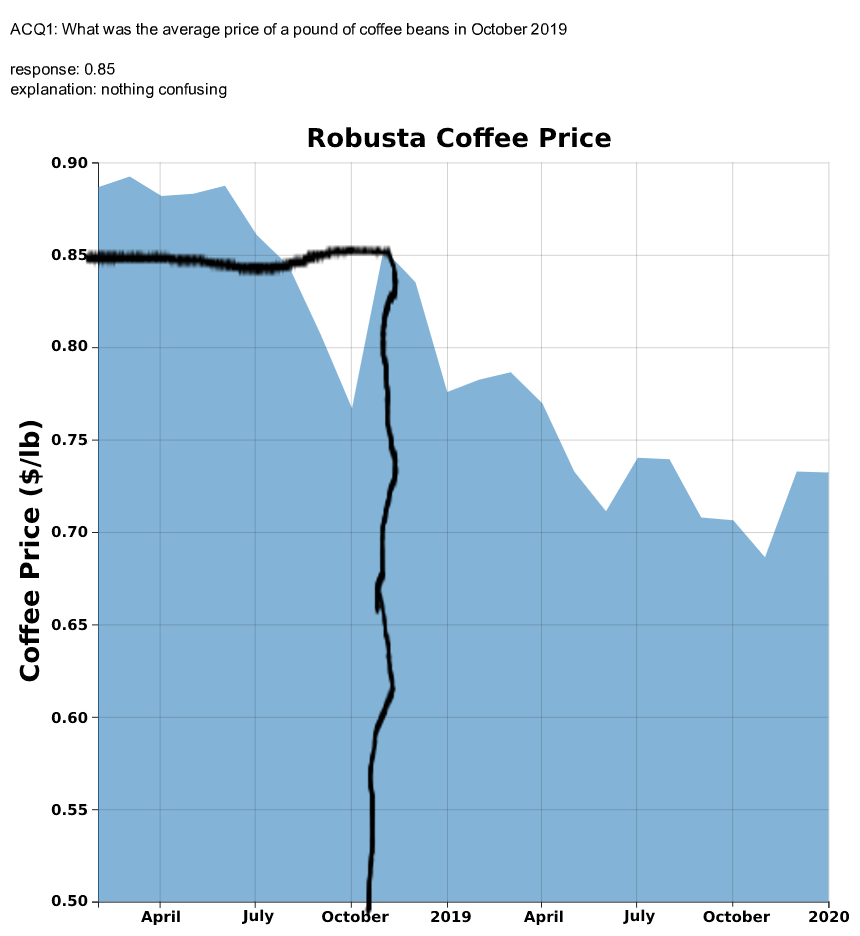 ACQ1: What was the average price of a pound of coffee beans in October 2019
response: 0.85
explanation: nothing confusing
Robusta Coffee Price
0.90
0.85
0.80
0.75
0.70
0.65
0.60
0.55
0.50
Coffee Price ($/lb)
April July October 2019 April July October 2020